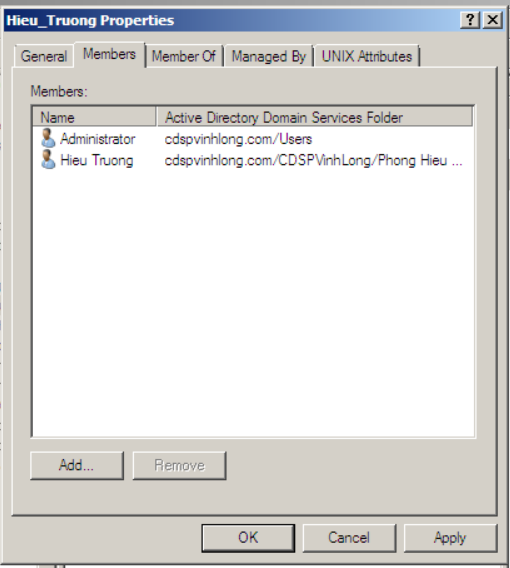 Hieu_Truong Properties
General Members Member Of Managed By UNIX Attributes
Members:
Name Active Directory Domain Services Folder
Administrator cdspvinhlong.com/Users
Hieu Truong cdspvinhlong.com/CDSPVinhLong/Phong Hieu ...
Add... Remove
OK Cancel Apply